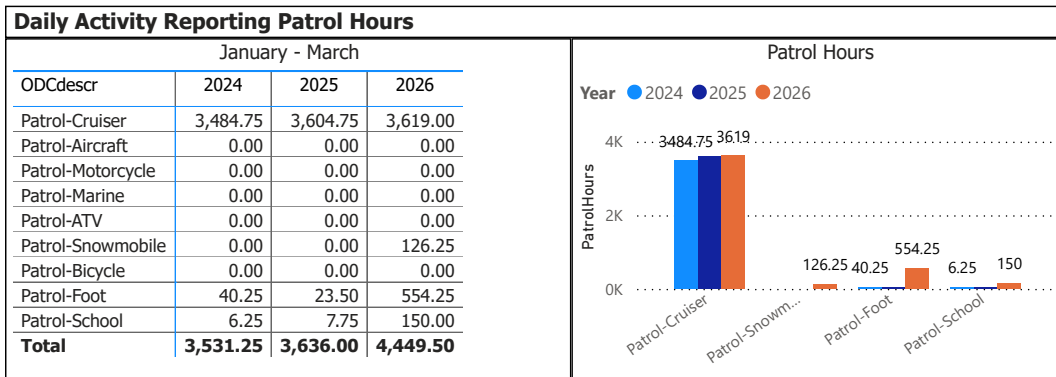 Daily Activity Reporting Patrol Hours
January - March
ODCdescr 2024 2025 2026
Patrol-Cruiser 3,484.75 3,604.75 3,619.00
Patrol-Aircraft 0.00 0.00 0.00
Patrol-Motorcycle 0.00 0.00 0.00
Patrol-Marine 0.00 0.00 0.00
Patrol-ATV 0.00 0.00 0.00
Patrol-Snowmobile 0.00 0.00 126.25
Patrol-Bicycle 0.00 0.00 0.00
Patrol-Foot 40.25 23.50 554.25
Patrol-School 6.25 7.75 150.00
Total 3,531.25 3,636.00 4,449.50
Patrol Hours
Year 2024 2025 2026
PatrolHours
4K
2K
0K
3484.75 3619
126.25 40.25 554.25 6.25 150
Patrol-Cruiser
Patrol-Snowm...
Patrol-Foot
Patrol-School